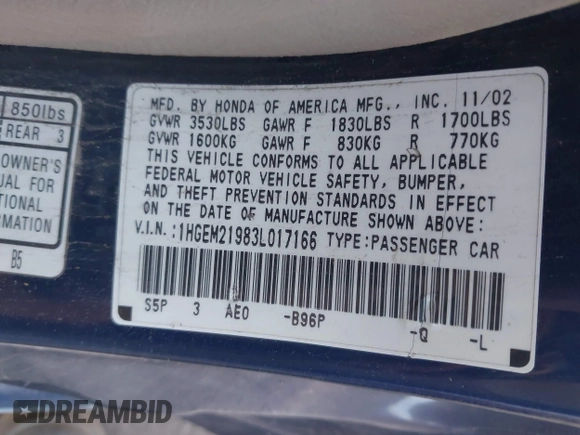 850lbs
REAR 3
OWNER'S
UAL FOR
TIONAL
RMATION
B5
MFD. BY HONDA OF AMERICA MFG., INC. 11/02
GVWR 3530LBS GAWR F 1830LBS R 1700LBS
GVWR 1600KG GAWR F 830KG R 770KG
THIS VEHICLE CONFORMS TO ALL APPLICABLE
FEDERAL MOTOR VEHICLE SAFETY, BUMPER,
AND THEFT PREVENTION STANDARDS IN EFFECT
ON THE DATE OF MANUFACTURE SHOWN ABOVE:
V.I.N.:1HGEM21983L017166 TYPE:PASSENGER CAR
S5P 3 AE0 -B96P -Q -L
DREAMBID